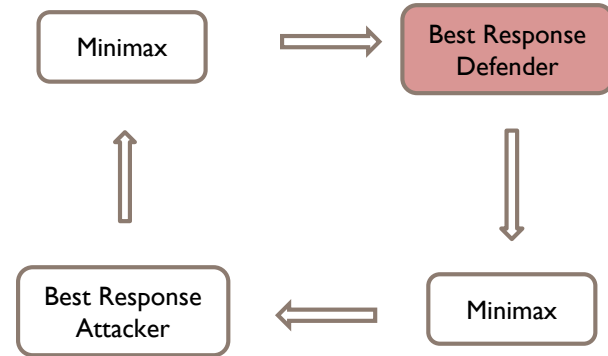 Minimax
Best Response
Defender
Best Response
Attacker
Minimax